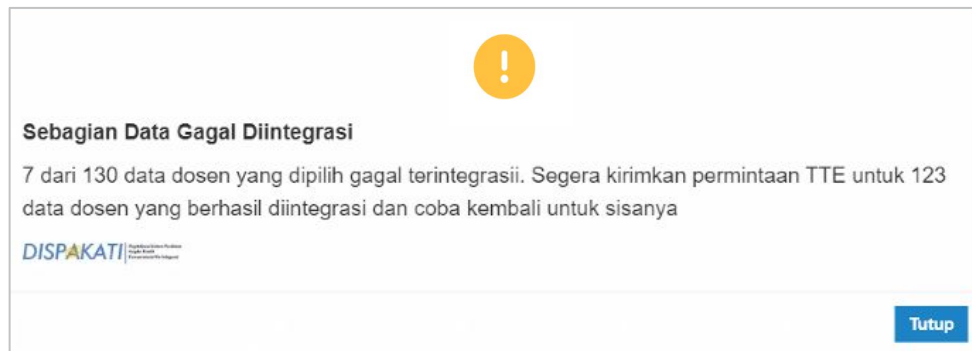 !
Sebagian Data Gagal Diintegrasi
7 dari 130 data dosen yang dipilih gagal terintegrasii. Segera kirimkan permintaan TTE untuk 123
data dosen yang berhasil diintegrasi dan coba kembali untuk sisanya
DISPAKATI
Tutup